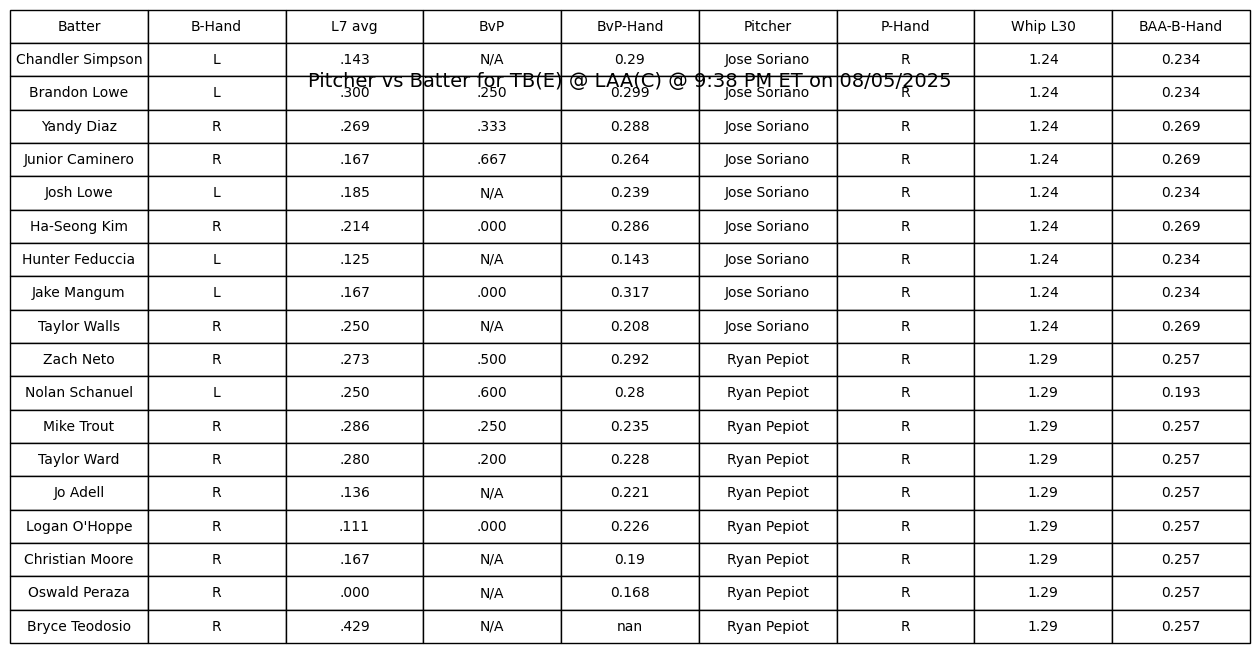 Batter B-Hand L7 avg BvP BvP-Hand Pitcher P-Hand Whip L30 BAA-B-Hand
Chandler Simpson L .143 N/A 0.29 Jose Soriano R 1.24 0.234
Pitcher vs Batter for TB(E) @ LAA(C) @ 9:38 PM ET on 08/05/2025
Brandon Lowe L .300 .250 0.299 Jose Soriano R 1.24 0.234
Yandy Diaz R .269 .333 0.288 Jose Soriano R 1.24 0.269
Junior Caminero R .167 .667 0.264 Jose Soriano R 1.24 0.269
Josh Lowe L .185 N/A 0.239 Jose Soriano R 1.24 0.234
Ha-Seong Kim R .214 .000 0.286 Jose Soriano R 1.24 0.269
Hunter Feduccia L .125 N/A 0.143 Jose Soriano R 1.24 0.234
Jake Mangum L .167 .000 0.317 Jose Soriano R 1.24 0.234
Taylor Walls R .250 N/A 0.208 Jose Soriano R 1.24 0.269
Zach Neto R .273 .500 0.292 Ryan Pepiot R 1.29 0.257
Nolan Schanuel L .250 .600 0.28 Ryan Pepiot R 1.29 0.193
Mike Trout R .286 .250 0.235 Ryan Pepiot R 1.29 0.257
Taylor Ward R .280 .200 0.228 Ryan Pepiot R 1.29 0.257
Jo Adell R .136 N/A 0.221 Ryan Pepiot R 1.29 0.257
Logan O'Hoppe R .111 .000 0.226 Ryan Pepiot R 1.29 0.257
Christian Moore R .167 N/A 0.19 Ryan Pepiot R 1.29 0.257
Oswald Peraza R .000 N/A 0.168 Ryan Pepiot R 1.29 0.257
Bryce Teodosio R .429 N/A nan Ryan Pepiot R 1.29 0.257